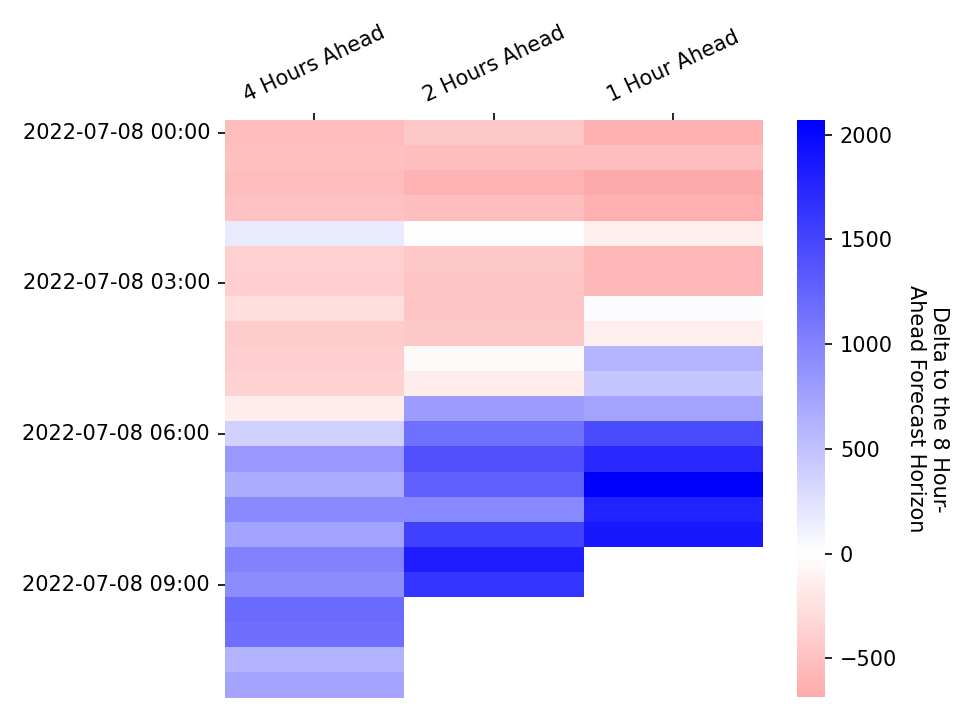 4 Hours Ahead
2 Hours Ahead
1 Hour Ahead
2022-07-08 00:00
2022-07-08 03:00
2022-07-08 06:00
2022-07-08 09:00
2000
1500
1000
500
0
−500
Delta to the 8 Hour-
Ahead Forecast Horizon